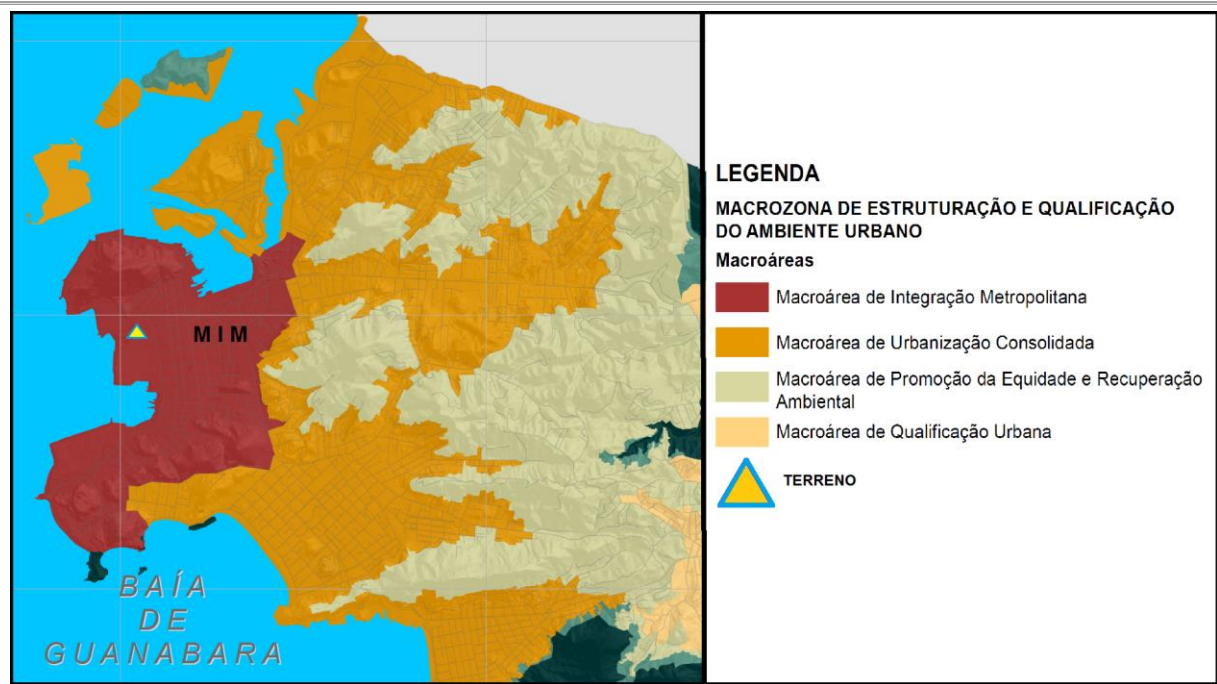 M I M
BAÍA
DE
GUANABARA
LEGENDA
MACROZONA DE ESTRUTURAÇÃO E QUALIFICAÇÃO
DO AMBIENTE URBANO
Macroáreas
Macroárea de Integração Metropolitana
Macroárea de Urbanização Consolidada
Macroárea de Promoção da Equidade e Recuperação
Ambiental
Macroárea de Qualificação Urbana
TERRENO